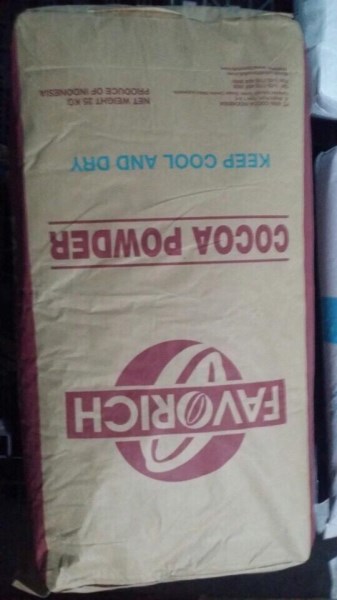 FAVORICH
COCOA POWDER
KEEP COOL AND DRY
NET WEIGHT 25 KG
PRODUCE OF INDONESIA